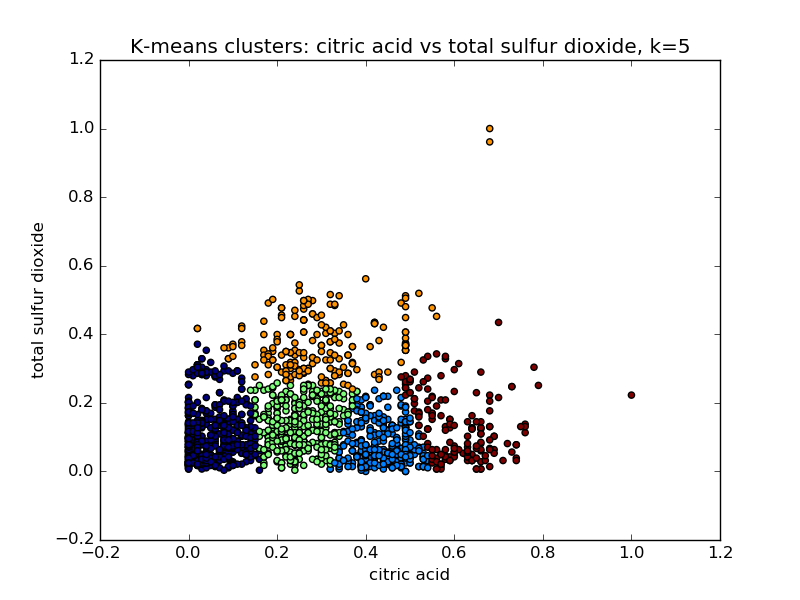 K-means clusters: citric acid vs total sulfur dioxide, k=5
1.2
1.0
0.8
0.6
0.4
0.2
0.0
−0.2
total sulfur dioxide
−0.2 0.0 0.2 0.4 0.6 0.8 1.0 1.2
citric acid